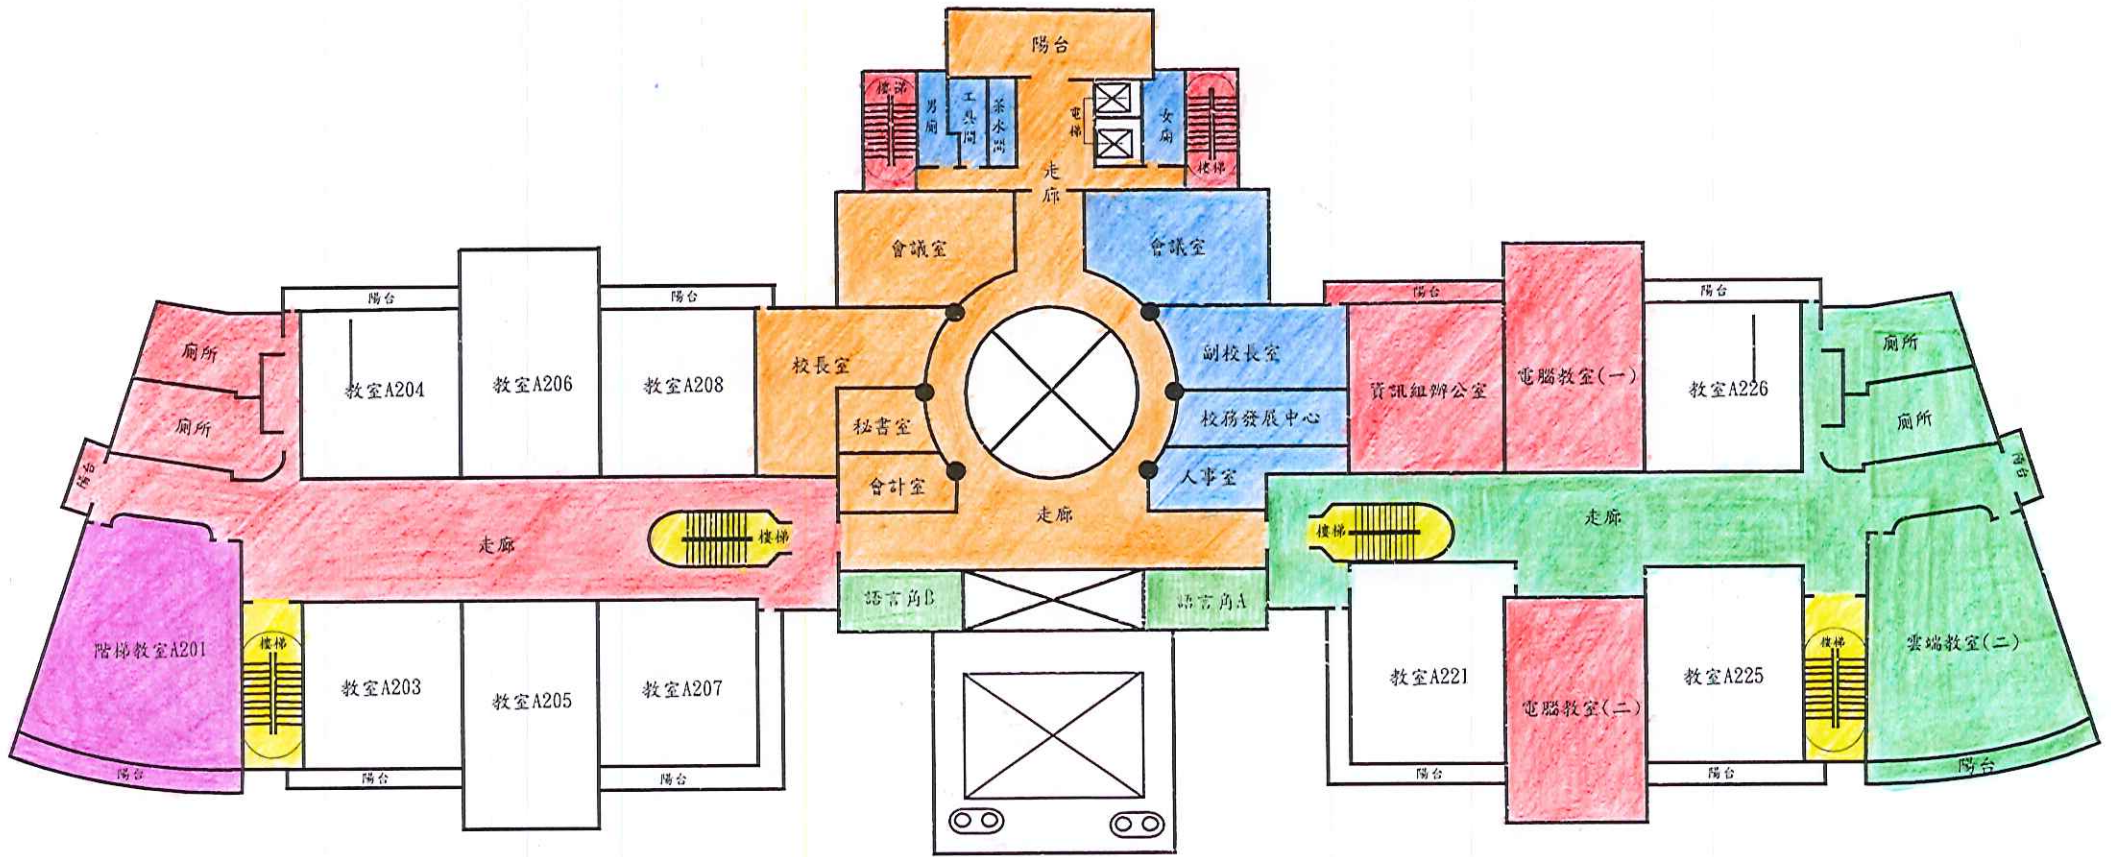 陽台
樓梯
男廁
工具間
茶水間
電梯
女廁
樓梯
走廊
會議室
會議室
陽台
陽台
陽台
陽台
廁所
教室A204
教室A206
教室A208
校長室
副校長室
資訊組辦公室
電腦教室(一)
教室A226
廁所
廁所
秘書室
校務發展中心
廁所
陽台
會計室
人事室
陽台
走廊
樓梯
走廊
樓梯
走廊
語言角B
語言角A
階梯教室A201
樓梯
教室A203
教室A205
教室A207
教室A221
電腦教室(二)
教室A225
樓梯
雲端教室(二)
陽台
陽台
陽台
陽台
陽台
陽台